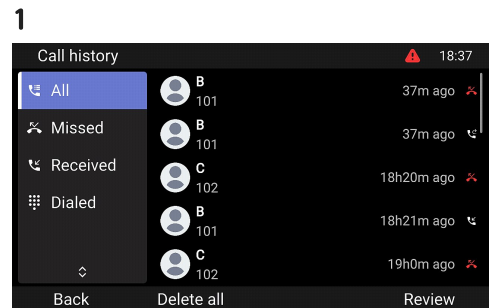 1
Call history 18:37
All
Missed
Received
Dialed
B
101
37m ago
B
101
37m ago
C
102
18h20m ago
B
101
18h21m ago
C
102
19h0m ago
Back Delete all Review